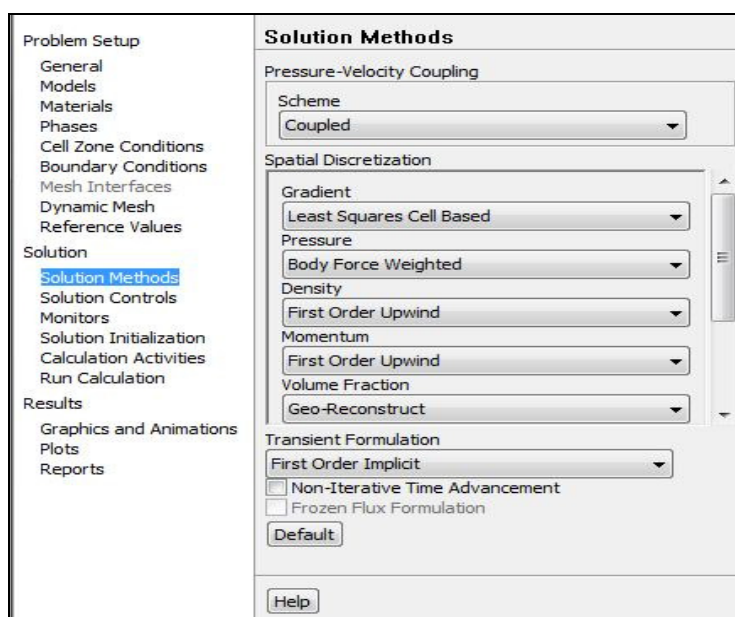 Problem Setup
General
Models
Materials
Phases
Cell Zone Conditions
Boundary Conditions
Mesh Interfaces
Dynamic Mesh
Reference Values
Solution
Solution Methods
Solution Controls
Monitors
Solution Initialization
Calculation Activities
Run Calculation
Results
Graphics and Animations
Plots
Reports
Solution Methods
Pressure-Velocity Coupling
Scheme
Coupled
Spatial Discretization
Gradient
Least Squares Cell Based
Pressure
Body Force Weighted
Density
First Order Upwind
Momentum
First Order Upwind
Volume Fraction
Geo-Reconstruct
Transient Formulation
First Order Implicit
Non-Iterative Time Advancement
Frozen Flux Formulation
Default
Help